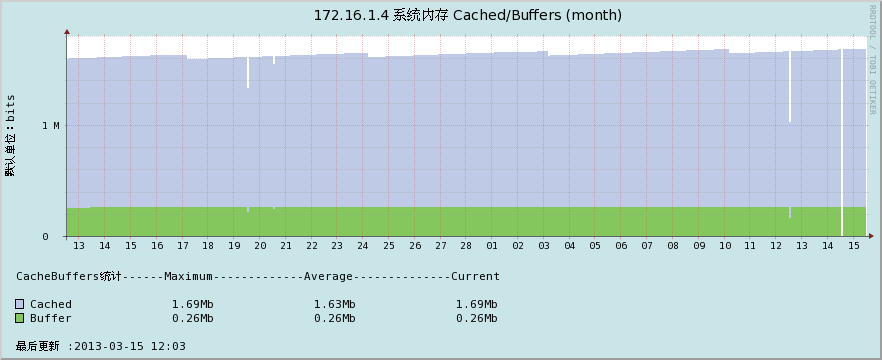 172.16.1.4 系统内存 Cached/Buffers (month)
RRDTOOL / TOBI OETIKER
默认单位：bits
1 M
0
13 14 15 16 17 18 19 20 21 22 23 24 25 26 27 28 01 02 03 04 05 06 07 08 09 10 11 12 13 14 15
CacheBuffers统计------Maximum-------------Average--------------Current
Cached 1.69Mb 1.63Mb 1.69Mb
Buffer 0.26Mb 0.26Mb 0.26Mb
最后更新 :2013-03-15 12:03